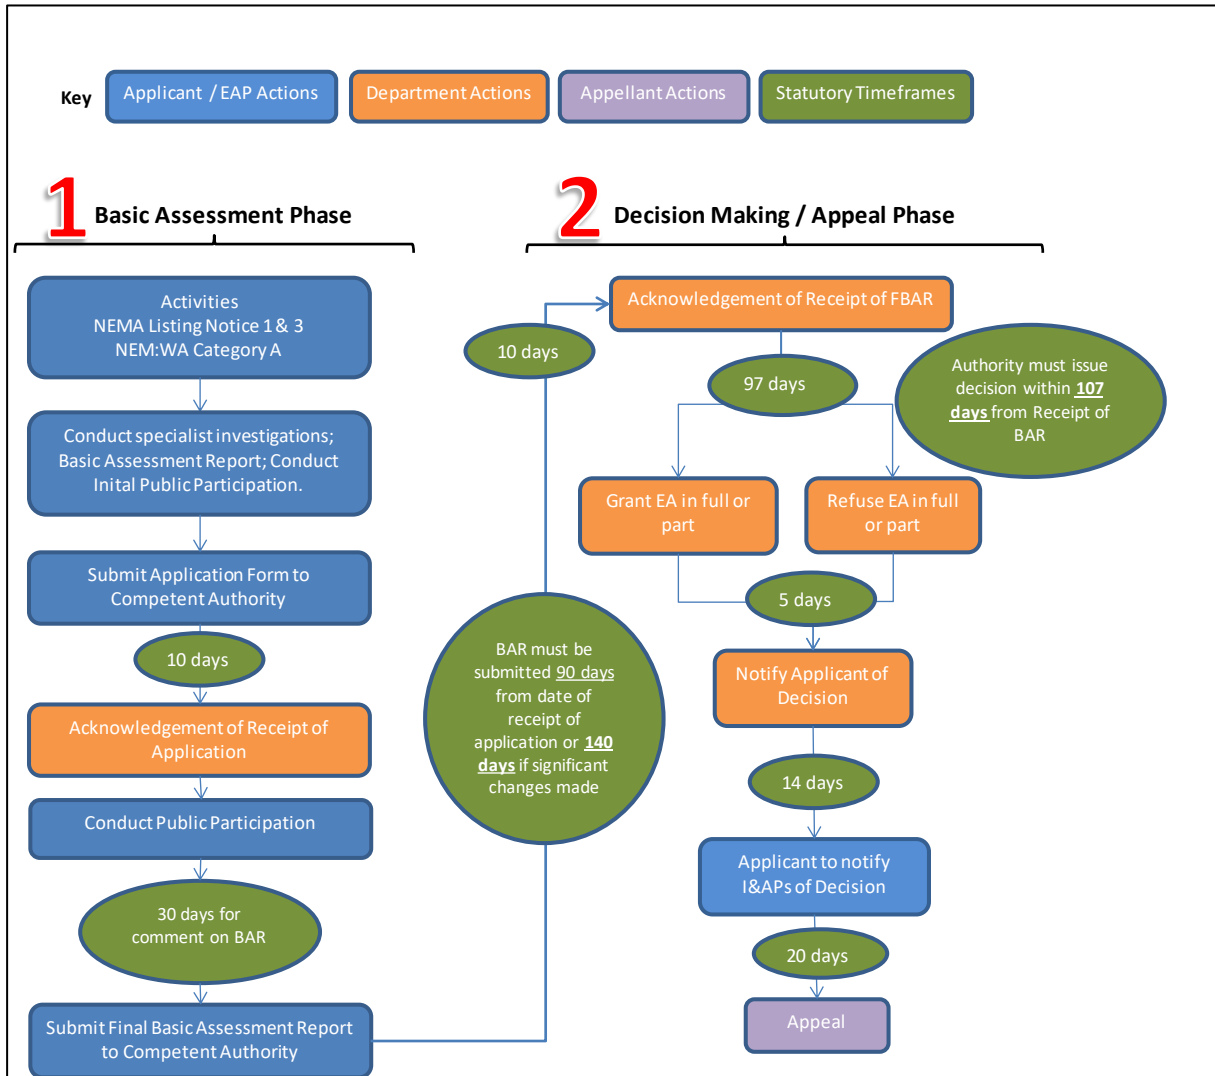 Key
Applicant / EAP Actions
Department Actions
Appellant Actions
Statutory Timeframes
1
Basic Assessment Phase
Activities
NEMA Listing Notice 1 & 3
NEM:WA Category A
Conduct specialist investigations;
Basic Assessment Report; Conduct
Inital Public Participation.
Submit Application Form to
Competent Authority
10 days
Acknowledgement of Receipt of
Application
Conduct Public Participation
30 days for
comment on BAR
Submit Final Basic Assessment Report
to Competent Authority
BAR must be
submitted 90 days
from date of
receipt of
application or 140
days if significant
changes made
10 days
2
Decision Making / Appeal Phase
Acknowledgement of Receipt of FBAR
97 days
Authority must issue
decision within 107
days from Receipt of
BAR
Grant EA in full or
part
Refuse EA in full
or part
5 days
Notify Applicant of
Decision
14 days
Applicant to notify
I&APs of Decision
20 days
Appeal